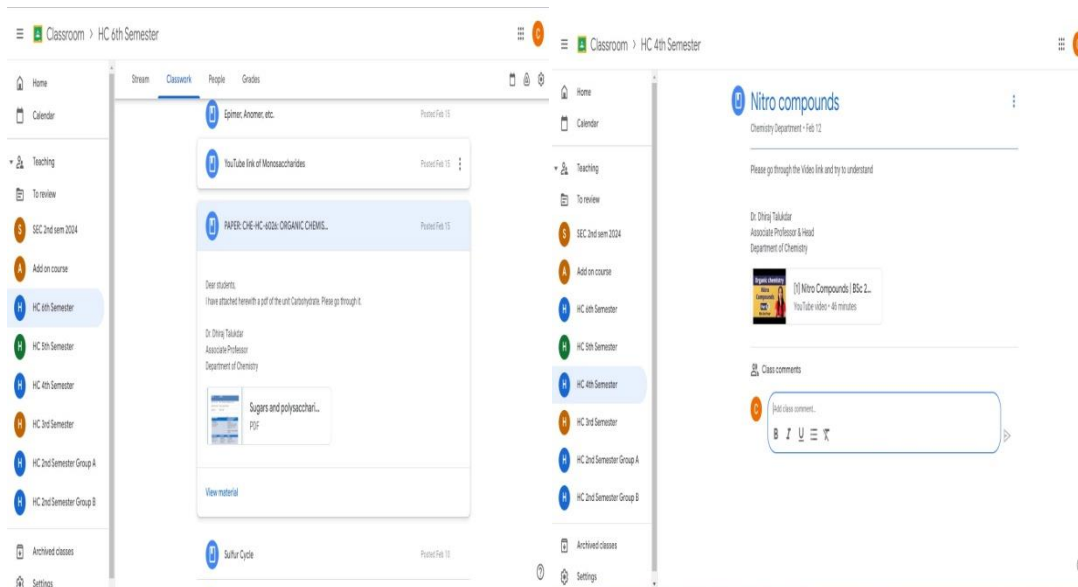 Classroom > HC 6th Semester
C
Home
Calendar
Teaching
To review
S SEC 2nd sem 2024
A Add on course
H HC 6th Semester
H HC 5th Semester
H HC 4th Semester
H HC 3rd Semester
H HC 2nd Semester Group A
H HC 2nd Semester Group B
Archived classes
Settings
Stream Classwork People Grades
Epimer, Anomer, etc. Posted Feb 15
YouTube link of Monosaccharides Posted Feb 15
PAPER: CHE-HC-6026: ORGANIC CHEMIS... Posted Feb 15
Dear students,
I have attached herewith a pdf of the unit Carbohydrate. Please go through it.
Dr. Dhiraj Talukdar
Associate Professor
Department of Chemistry
Sugars and polysacchari...
PDF
View material
Sulfur Cycle Posted Feb 10
Classroom > HC 4th Semester
C
Home
Calendar
Teaching
To review
S SEC 2nd sem 2024
A Add on course
H HC 6th Semester
H HC 5th Semester
H HC 4th Semester
H HC 3rd Semester
H HC 2nd Semester Group A
H HC 2nd Semester Group B
Archived classes
Settings
Nitro compounds
Chemistry Department • Feb 12
Please go through the Video link and try to understand
Dr. Dhiraj Talukdar
Associate Professor & Head
Department of Chemistry
Organic chemistry
Nitro
Compounds
[1] Nitro Compounds | BSc 2...
YouTube video • 46 minutes
Class comments
C Add class comment...
B I U